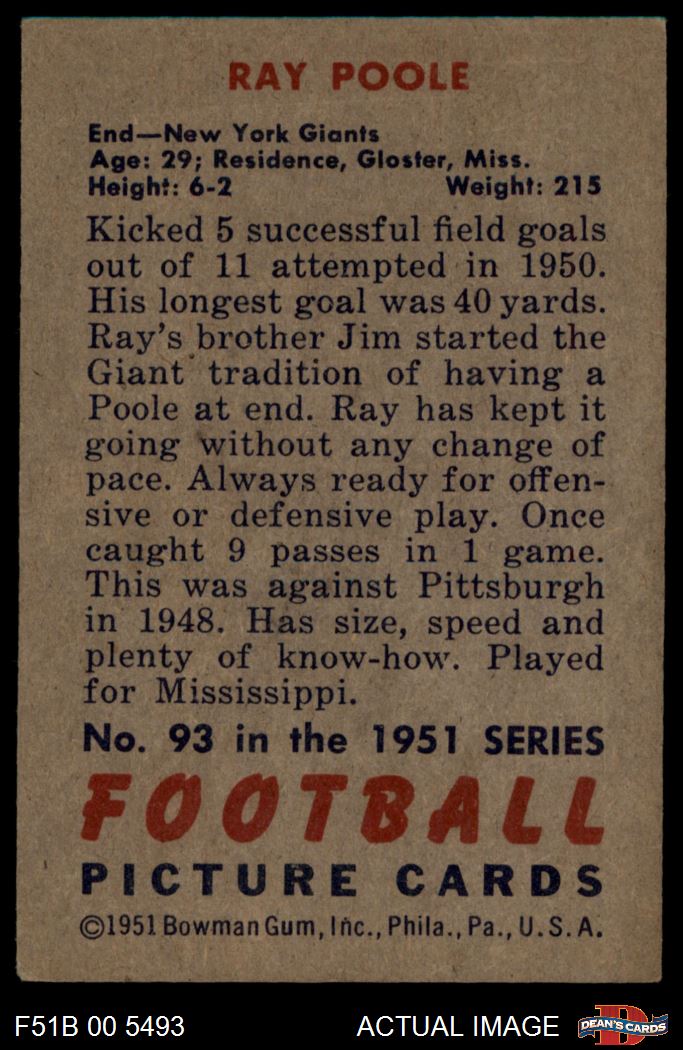 RAY POOLE
End—New York Giants
Age: 29; Residence, Gloster, Miss.
Height: 6-2 Weight: 215
Kicked 5 successful field goals
out of 11 attempted in 1950.
His longest goal was 40 yards.
Ray's brother Jim started the
Giant tradition of having a
Poole at end. Ray has kept it
going without any change of
pace. Always ready for offen-
sive or defensive play. Once
caught 9 passes in 1 game.
This was against Pittsburgh
in 1948. Has size, speed and
plenty of know-how. Played
for Mississippi.
No. 93 in the 1951 SERIES
FOOTBALL
PICTURE CARDS
©1951 Bowman Gum, Inc., Phila., Pa., U.S.A.
F51B 00 5493 ACTUAL IMAGE D DEAN'S CARDS